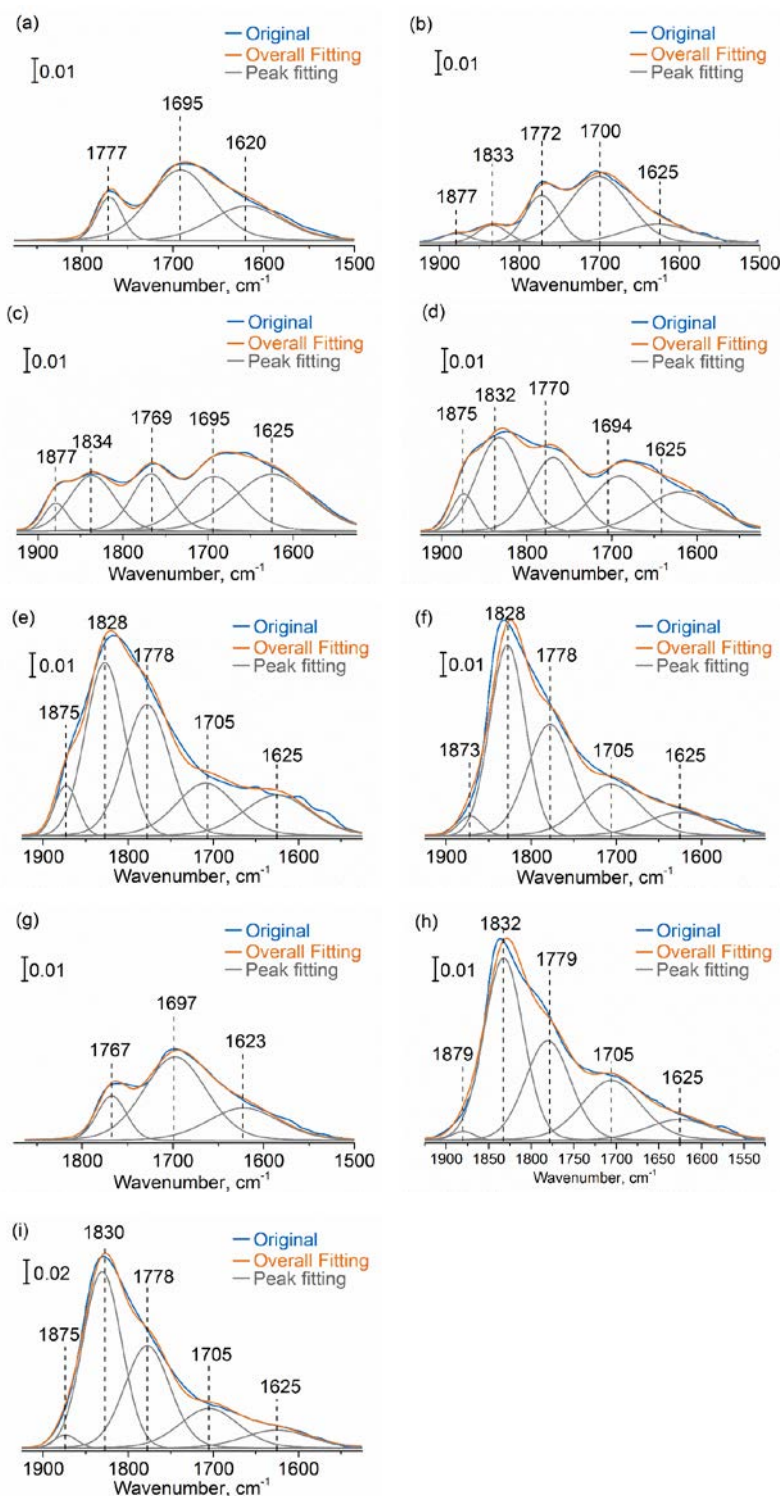 (a)
Original
Overall Fitting
Peak fitting
0.01
1777
1695
1620
1800 1700 1600 1500
Wavenumber, cm-1
(b)
Original
Overall Fitting
Peak fitting
0.01
1877
1833
1772
1700
1625
1900 1800 1700 1600 1500
Wavenumber, cm-1
(c)
Original
Overall Fitting
Peak fitting
0.01
1877
1834
1769
1695
1625
1900 1800 1700 1600
Wavenumber, cm-1
(d)
Original
Overall Fitting
Peak fitting
0.01
1875
1832
1770
1694
1625
1900 1800 1700 1600
Wavenumber, cm-1
(e)
Original
Overall Fitting
Peak fitting
0.01
1875
1828
1778
1705
1625
1900 1800 1700 1600
Wavenumber, cm-1
(f)
Original
Overall Fitting
Peak fitting
0.01
1873
1828
1778
1705
1625
1900 1800 1700 1600
Wavenumber, cm-1
(g)
Original
Overall Fitting
Peak fitting
0.01
1767
1697
1623
1800 1700 1600 1500
Wavenumber, cm-1
(h)
Original
Overall Fitting
Peak fitting
0.01
1879
1832
1779
1705
1625
1900 1850 1800 1750 1700 1650 1600 1550
Wavenumber, cm-1
(i)
Original
Overall Fitting
Peak fitting
0.02
1875
1830
1778
1705
1625
1900 1800 1700 1600
Wavenumber, cm-1